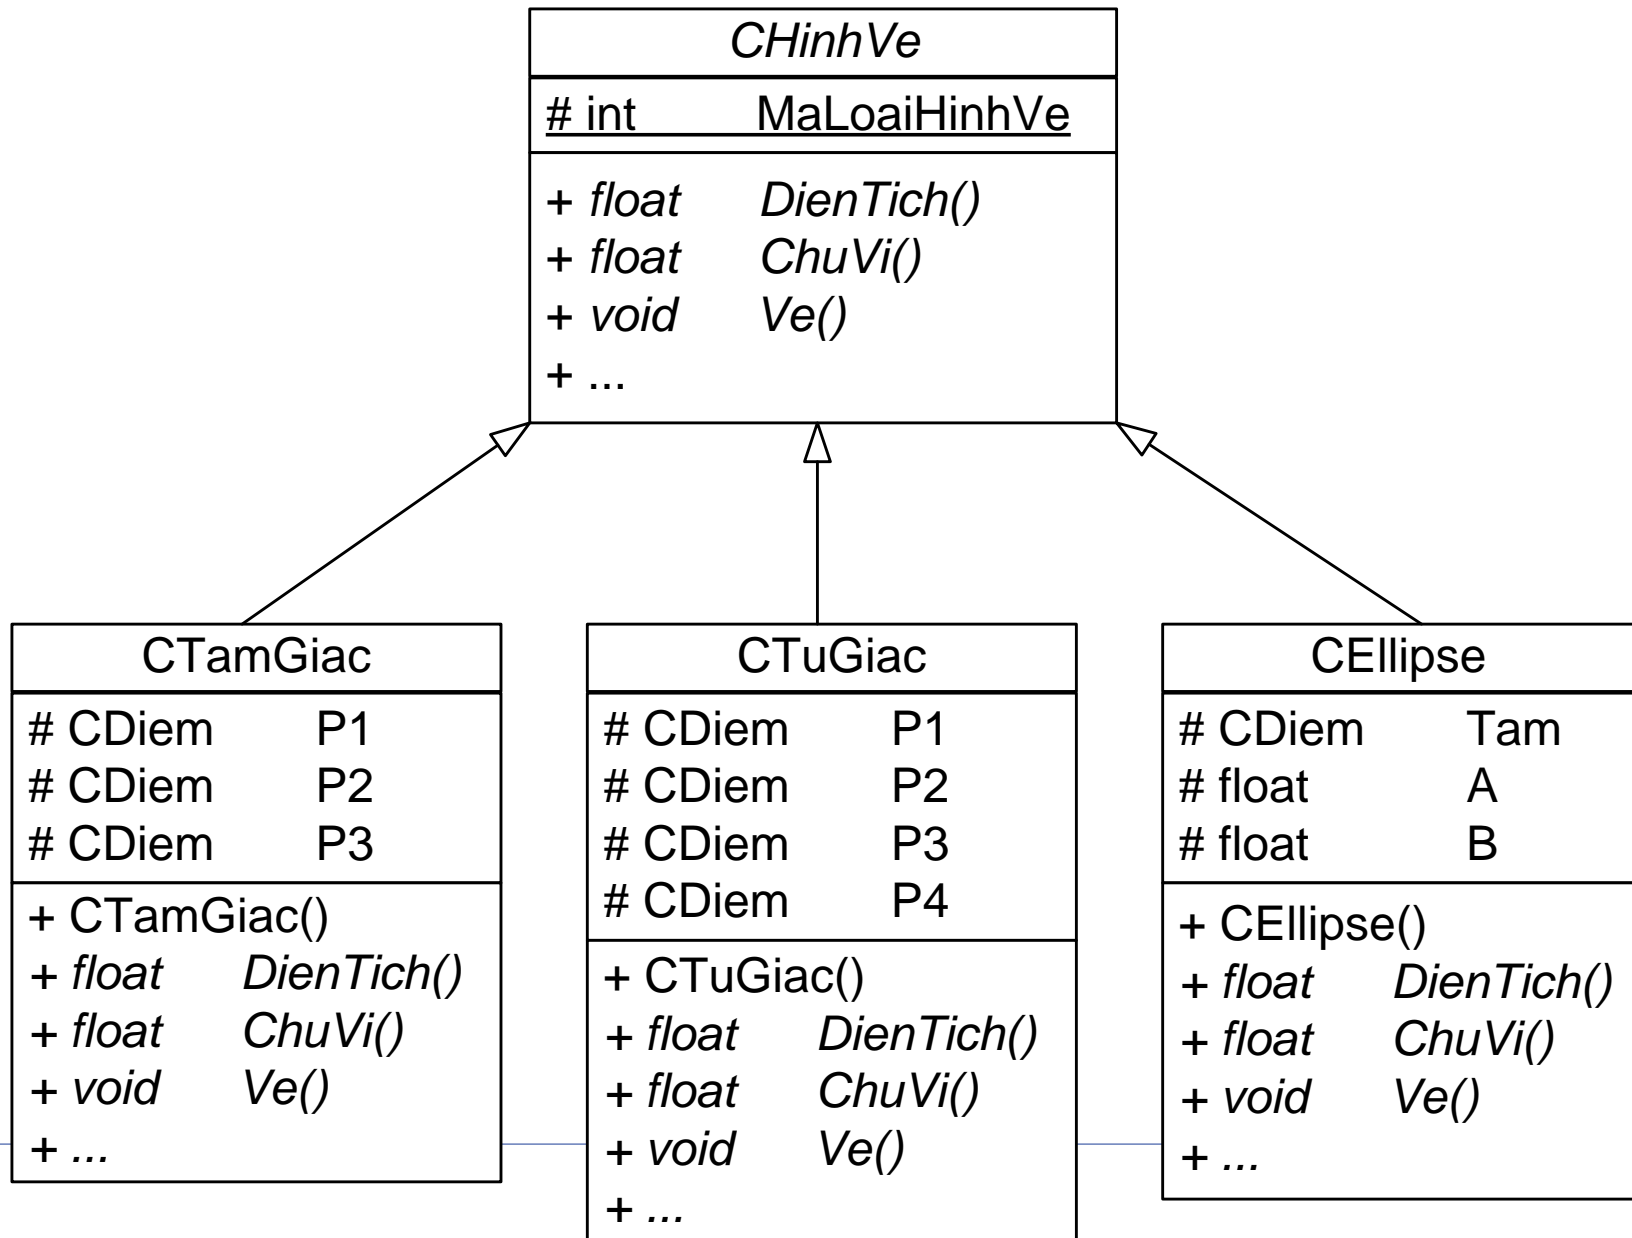 CHinhVe
# int MaLoaiHinhVe
+ float DienTich()
+ float ChuVi()
+ void Ve()
+ ...
CTamGiac
# CDiem P1
# CDiem P2
# CDiem P3
+ CTamGiac()
+ float DienTich()
+ float ChuVi()
+ void Ve()
+ ...
CTuGiac
# CDiem P1
# CDiem P2
# CDiem P3
# CDiem P4
+ CTuGiac()
+ float DienTich()
+ float ChuVi()
+ void Ve()
+ ...
CEllipse
# CDiem Tam
# float A
# float B
+ CEllipse()
+ float DienTich()
+ float ChuVi()
+ void Ve()
+ ...